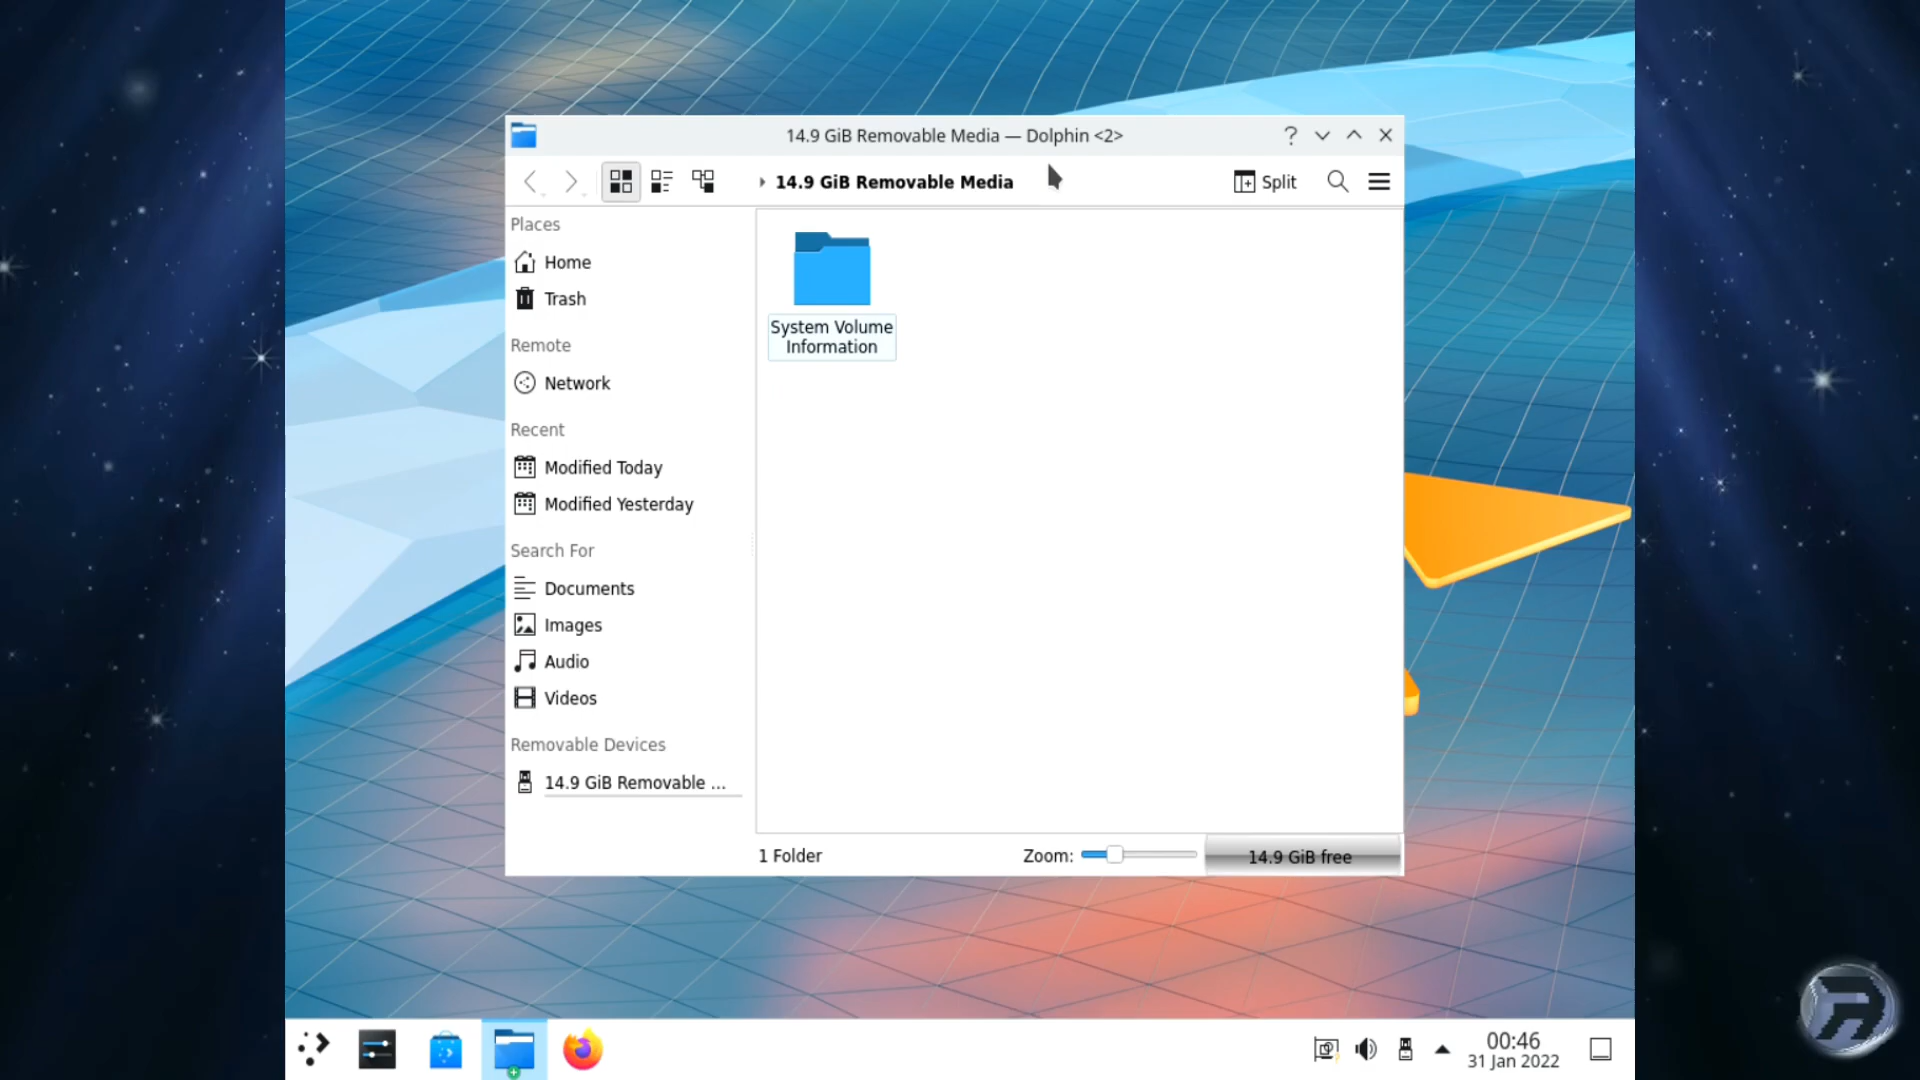 14.9 GiB Removable Media — Dolphin <2>
14.9 GiB Removable Media
Split
Places
Home
Trash
Remote
Network
Recent
Modified Today
Modified Yesterday
Search For
Documents
Images
Audio
Videos
Removable Devices
14.9 GiB Removable ...
System Volume
Information
1 Folder
Zoom:
14.9 GiB free
00:46
31 Jan 2022